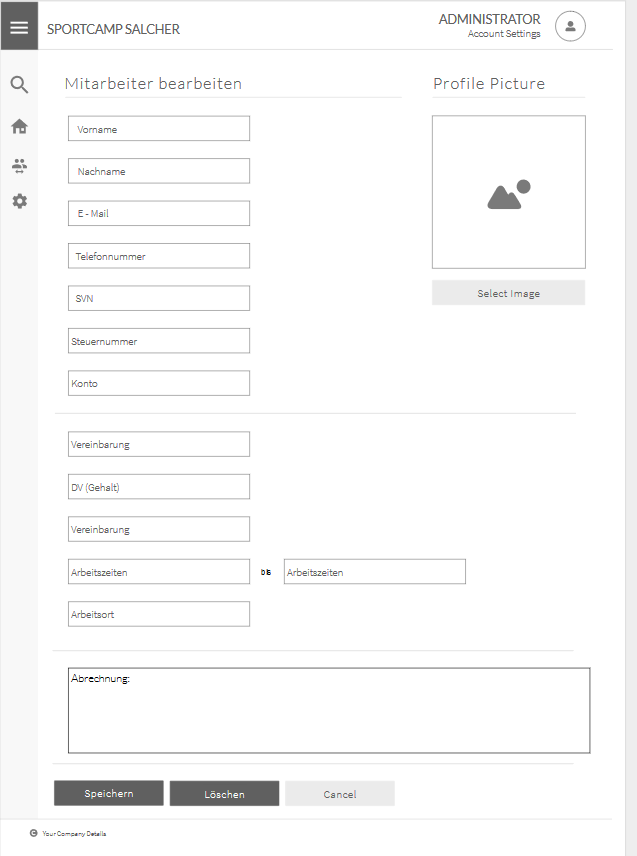 SPORTCAMP SALCHER
ADMINISTRATOR
Account Settings
Mitarbeiter bearbeiten
Profile Picture
Vorname
Nachname
E - Mail
Telefonnummer
SVN
Select Image
Steuernummer
Konto
Vereinbarung
DV (Gehalt)
Vereinbarung
Arbeitszeiten bis Arbeitszeiten
Arbeitsort
Abrechnung:
Speichern
Löschen
Cancel
© Your Company Details